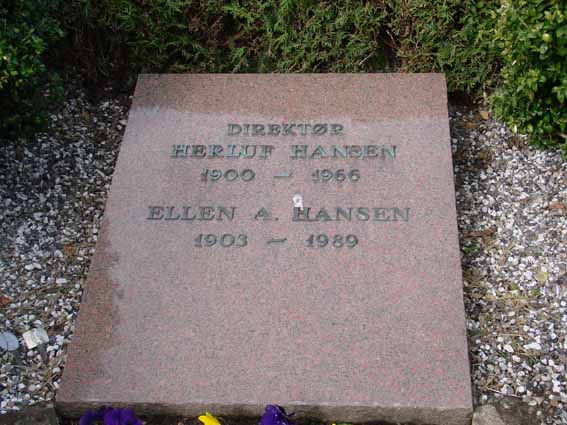 DIREKTØR
HERLUF HANSEN
1900 – 1966
ELLEN A. HANSEN
1903 – 1989